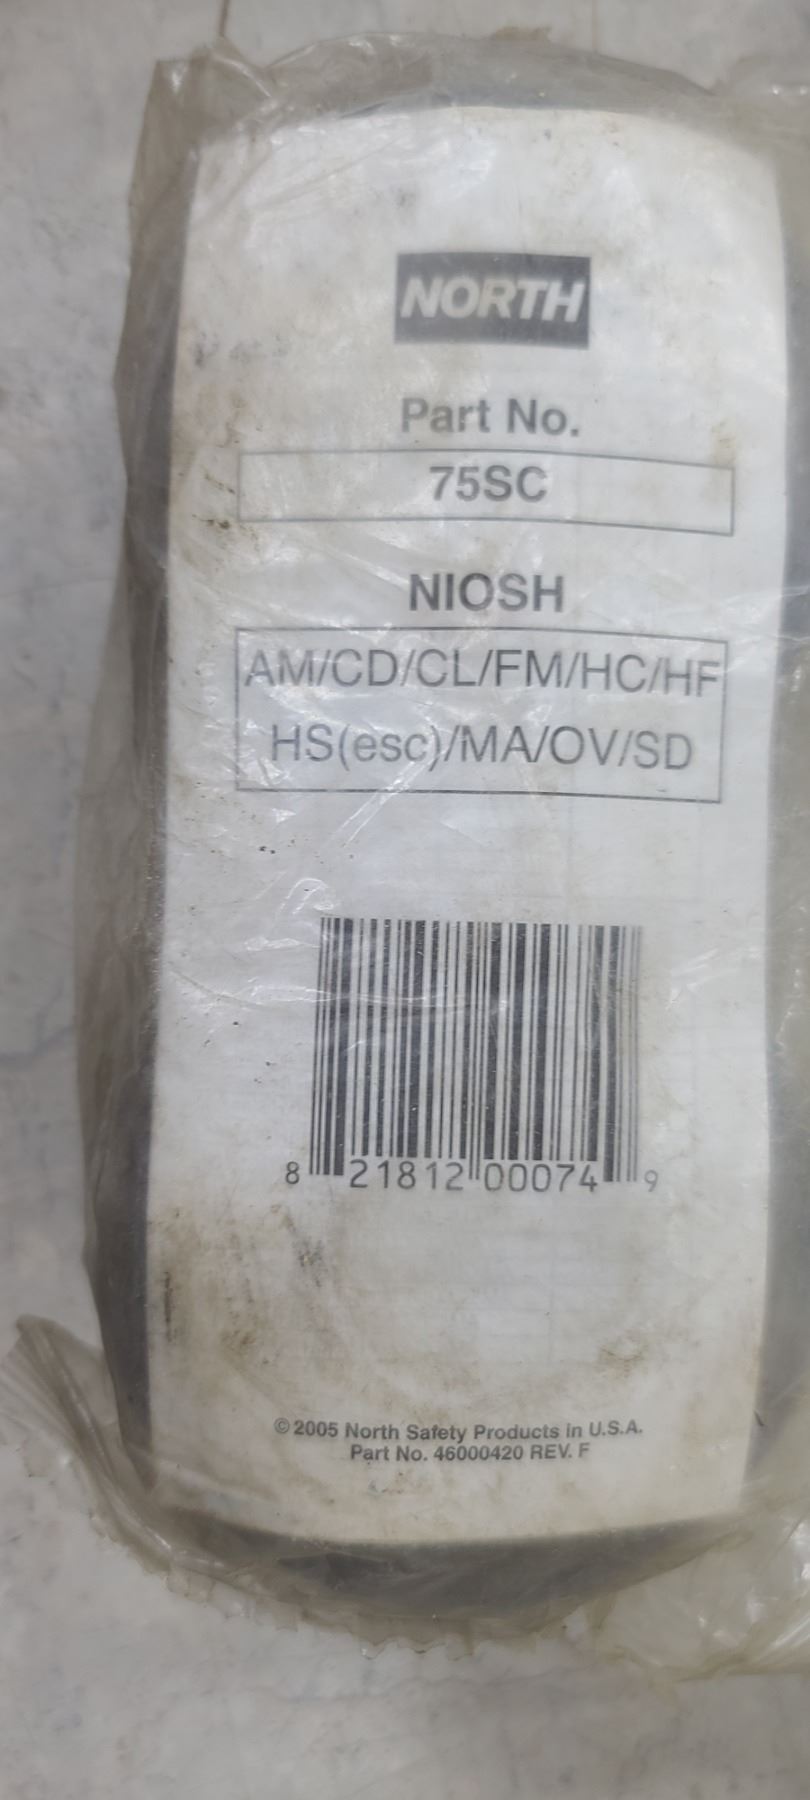 NORTH
Part No.
75SC
NIOSH
AM/CD/CL/FM/HC/HF
HS(esc)/MA/OV/SD
8 21812 00074 9
© 2005 North Safety Products in U.S.A.
Part No. 46000420 REV. F